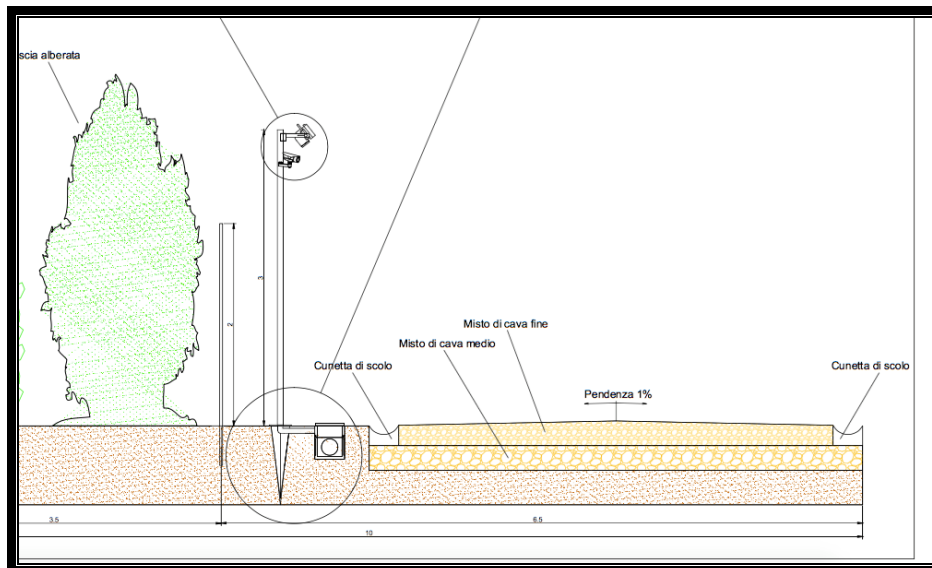 scia alberata
3
2
Misto di cava fine
Misto di cava medio
Cunetta di scolo
Cunetta di scolo
Pendenza 1%
3.5
6.5
10